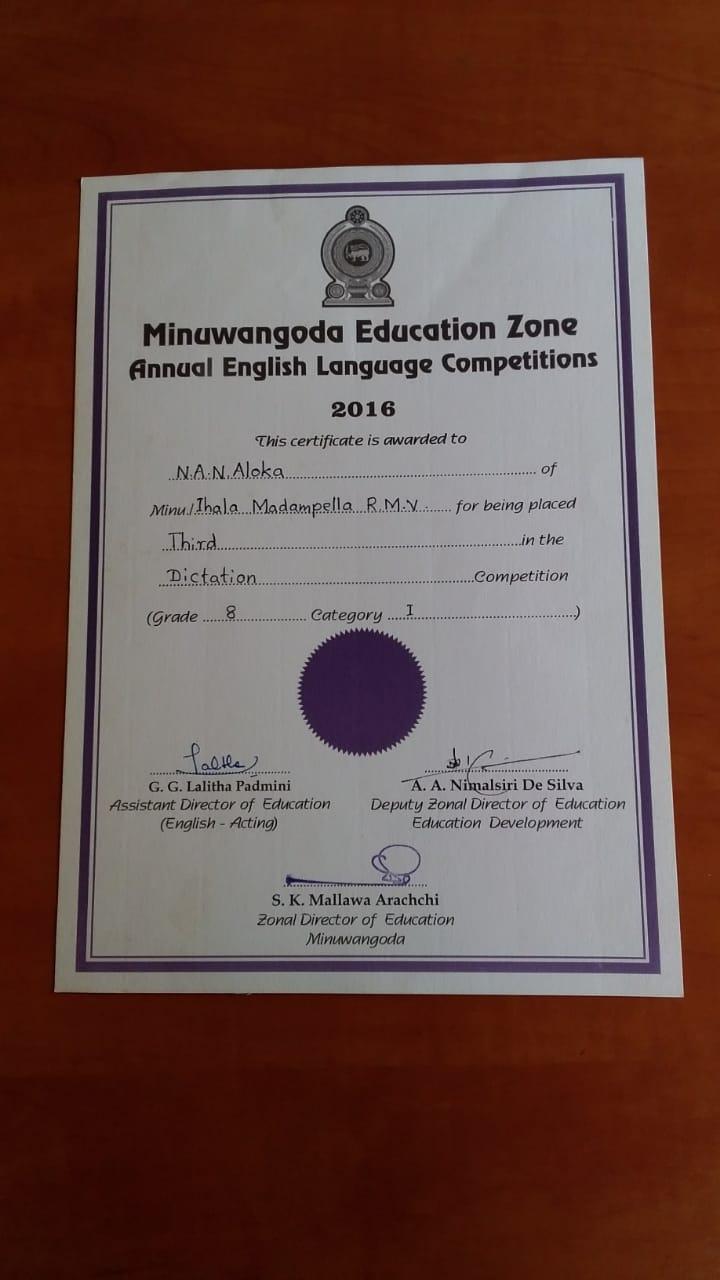 Minuwangoda Education Zone
Annual English Language Competitions
2016
This certificate is awarded to
N.A.N.Aloka of
Minu/Ihala Madampella R.M.V. for being placed
Third in the
Dictation Competition
(Grade 8 Category I)
Lalitha
G. G. Lalitha Padmini
Assistant Director of Education
(English - Acting)
A. A. Nimalsiri De Silva
Deputy Zonal Director of Education
Education Development
S. K. Mallawa Arachchi
Zonal Director of Education
Minuwangoda